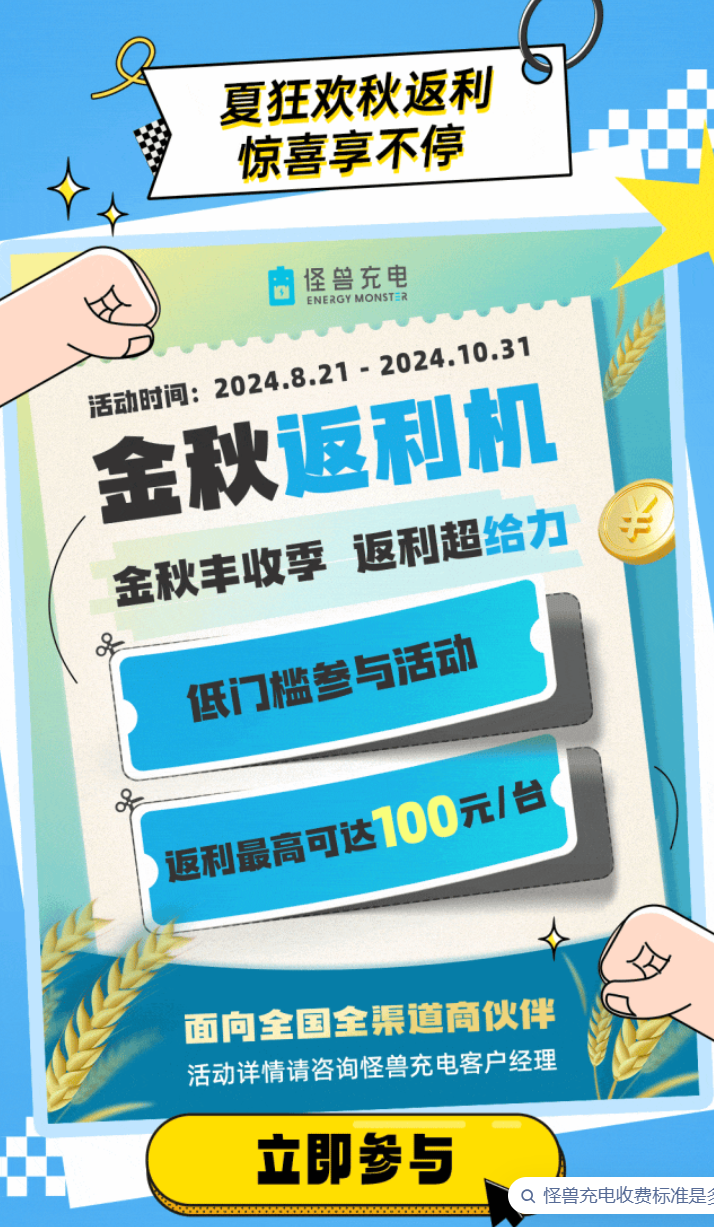 夏狂欢秋返利
惊喜享不停
怪兽充电
ENERGY MONSTER
活动时间：2024.8.21 - 2024.10.31
金秋返利机
金秋丰收季 返利超给力
低门槛参与活动
返利最高可达100元/台
面向全国全渠道商伙伴
活动详情请咨询怪兽充电客户经理
立即参与
怪兽充电收费标准是